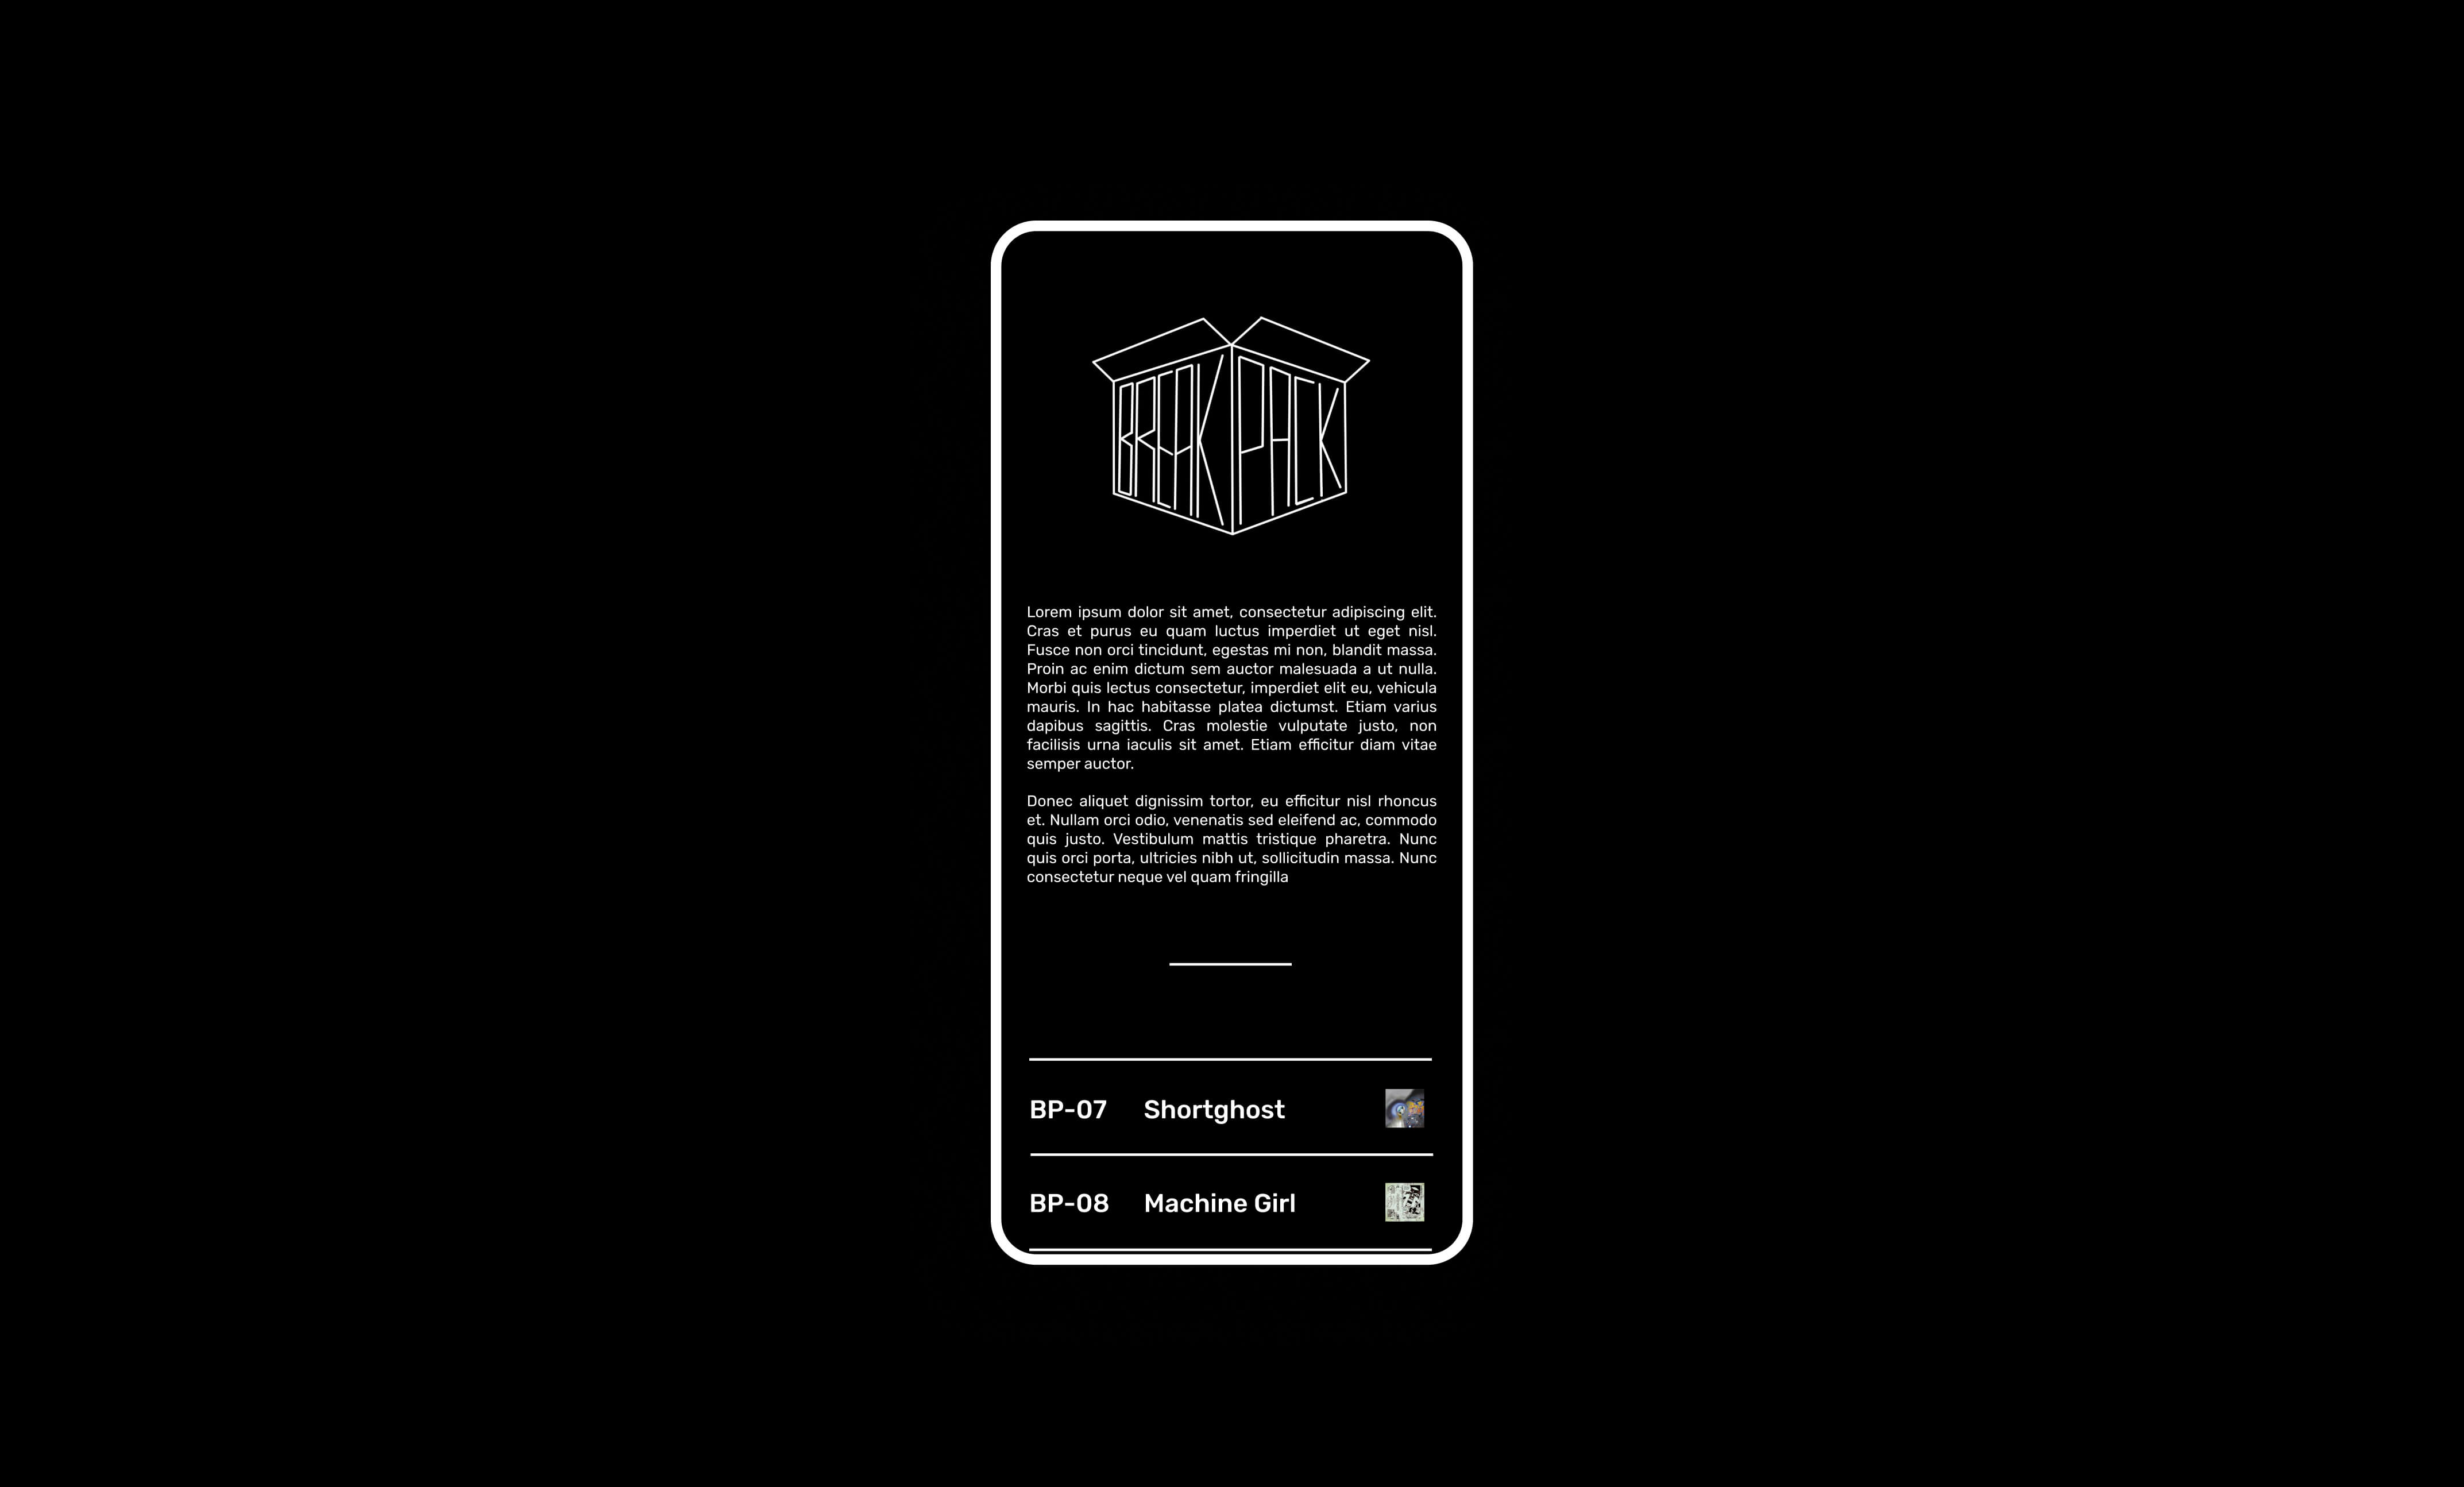 BREAK PACK
Lorem ipsum dolor sit amet, consectetur adipiscing elit.
Cras et purus eu quam luctus imperdiet ut eget nisl.
Fusce non orci tincidunt, egestas mi non, blandit massa.
Proin ac enim dictum sem auctor malesuada a ut nulla.
Morbi quis lectus consectetur, imperdiet elit eu, vehicula
mauris. In hac habitasse platea dictumst. Etiam varius
dapibus sagittis. Cras molestie vulputate justo, non
facilisis urna iaculis sit amet. Etiam efficitur diam vitae
semper auctor.
Donec aliquet dignissim tortor, eu efficitur nisl rhoncus
et. Nullam orci odio, venenatis sed eleifend ac, commodo
quis justo. Vestibulum mattis tristique pharetra. Nunc
quis orci porta, ultricies nibh ut, sollicitudin massa. Nunc
consectetur neque vel quam fringilla
BP-07 Shortghost
BP-08 Machine Girl